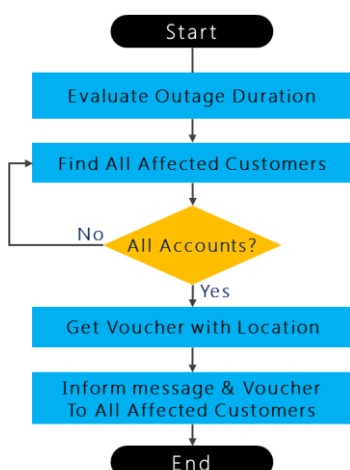 Start
Evaluate Outage Duration
Find All Affected Customers
No
All Accounts?
Yes
Get Voucher with Location
Inform message & Voucher
To All Affected Customers
End